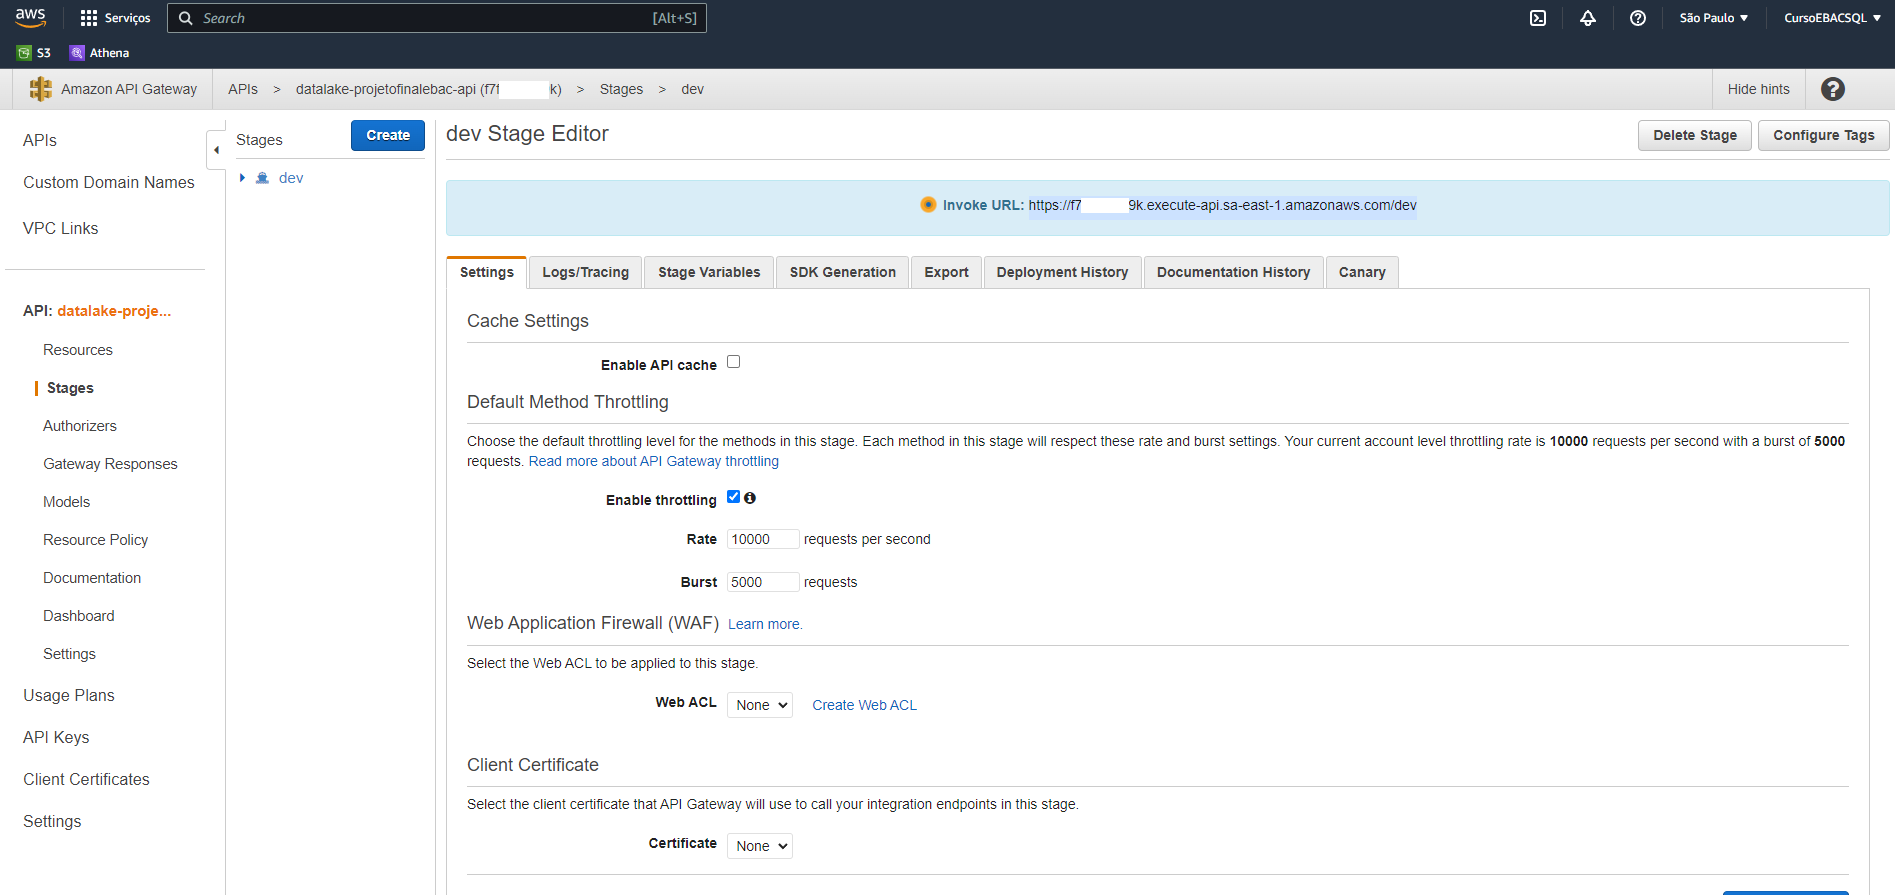 aws Serviços Search [Alt+S] São Paulo ▼ CursoEBACSQL ▼
S3 Athena
Amazon API Gateway APIs > datalake-projetofinalebac-api (f7f k) > Stages > dev Hide hints
APIs
Custom Domain Names
VPC Links
API: datalake-proje...
Resources
Stages
Authorizers
Gateway Responses
Models
Resource Policy
Documentation
Dashboard
Settings
Usage Plans
API Keys
Client Certificates
Settings
Stages Create
dev
dev Stage Editor Delete Stage Configure Tags
Invoke URL: https://f7 9k.execute-api.sa-east-1.amazonaws.com/dev
Settings Logs/Tracing Stage Variables SDK Generation Export Deployment History Documentation History Canary
Cache Settings
Enable API cache
Default Method Throttling
Choose the default throttling level for the methods in this stage. Each method in this stage will respect these rate and burst settings. Your current account level throttling rate is 10000 requests per second with a burst of 5000
requests. Read more about API Gateway throttling
Enable throttling
Rate 10000 requests per second
Burst 5000 requests
Web Application Firewall (WAF) Learn more.
Select the Web ACL to be applied to this stage.
Web ACL None Create Web ACL
Client Certificate
Select the client certificate that API Gateway will use to call your integration endpoints in this stage.
Certificate None